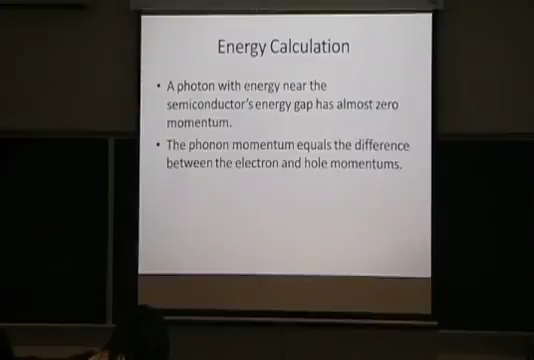 Energy Calculation
• A photon with energy near the
semiconductor's energy gap has almost zero
momentum.
• The phonon momentum equals the difference
between the electron and hole momentums.